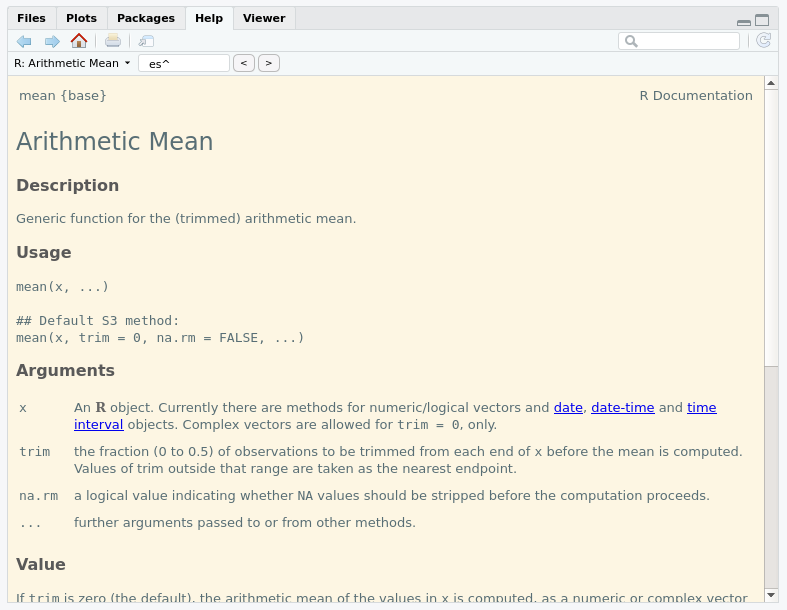 Files Plots Packages Help Viewer
R: Arithmetic Mean es^ < >
mean {base} R Documentation
Arithmetic Mean
Description
Generic function for the (trimmed) arithmetic mean.
Usage
mean(x, ...)
## Default S3 method:
mean(x, trim = 0, na.rm = FALSE, ...)
Arguments
x An R object. Currently there are methods for numeric/logical vectors and date, date-time and time
interval objects. Complex vectors are allowed for trim = 0, only.
trim the fraction (0 to 0.5) of observations to be trimmed from each end of x before the mean is computed.
Values of trim outside that range are taken as the nearest endpoint.
na.rm a logical value indicating whether NA values should be stripped before the computation proceeds.
... further arguments passed to or from other methods.
Value
If trim is zero (the default), the arithmetic mean of the values in x is computed, as a numeric or complex vector